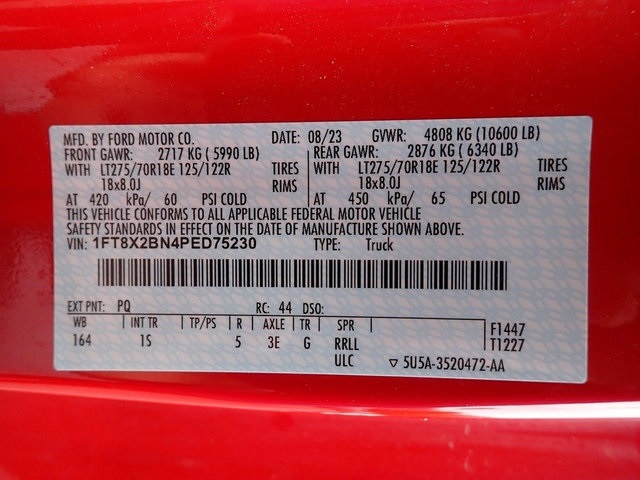 MFD. BY FORD MOTOR CO. DATE: 08/23 GVWR: 4808 KG (10600 LB)
FRONT GAWR: 2717 KG ( 5990 LB) REAR GAWR: 2876 KG ( 6340 LB)
WITH LT275/70R18E 125/122R TIRES WITH LT275/70R18E 125/122R TIRES
18x8.0J RIMS 18x8.0J RIMS
AT 420 kPa/ 60 PSI COLD AT 450 kPa/ 65 PSI COLD
THIS VEHICLE CONFORMS TO ALL APPLICABLE FEDERAL MOTOR VEHICLE
SAFETY STANDARDS IN EFFECT ON THE DATE OF MANUFACTURE SHOWN ABOVE.
VIN: 1FT8X2BN4PED75230 TYPE: Truck
EXT PNT: PQ RC: 44 DSO:
WB INT TR TP/PS R AXLE TR SPR F1447
164 1S 5 3E G RRLL T1227
ULC ▽ 5U5A-3520472-AA